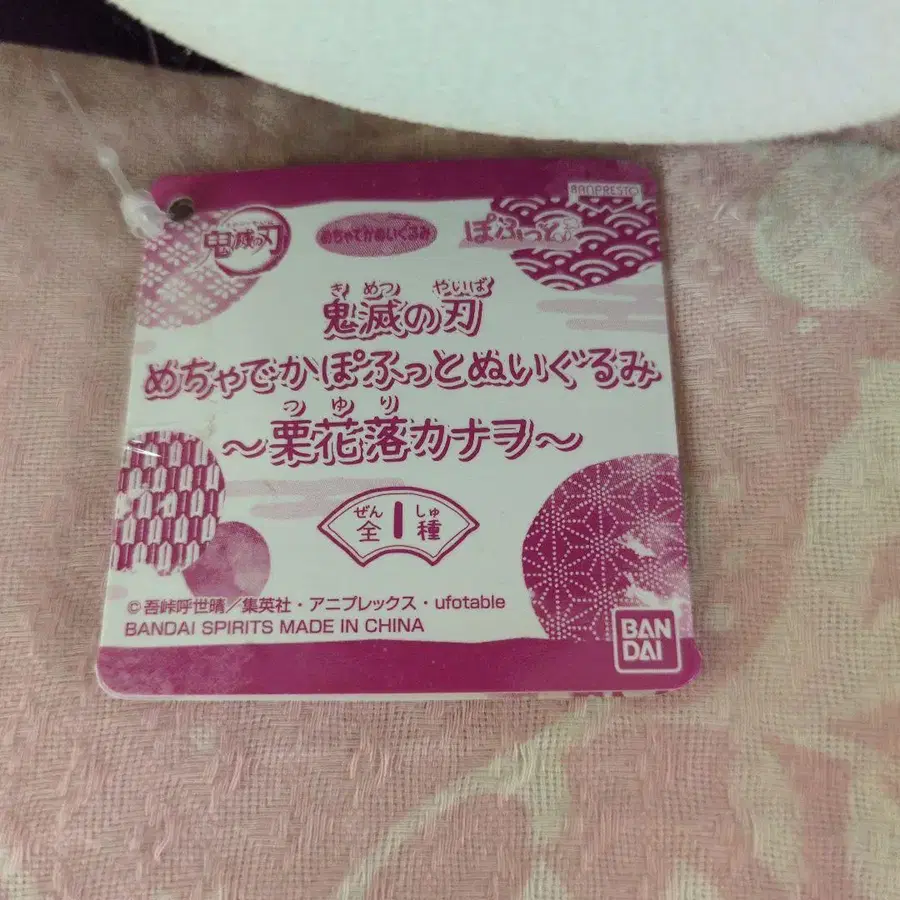 BANPRESTO
鬼滅の刃
めちゃでかぬいぐるみ
ぽふっと
き めつ やいば
鬼滅の刃
めちゃでかぽふっとぬいぐるみ
つゆり
〜栗花落カナヲ〜
ぜん しゅ
全1種
©吾峠呼世晴／集英社・アニプレックス・ufotable
BANDAI SPIRITS MADE IN CHINA
BAN
DAI